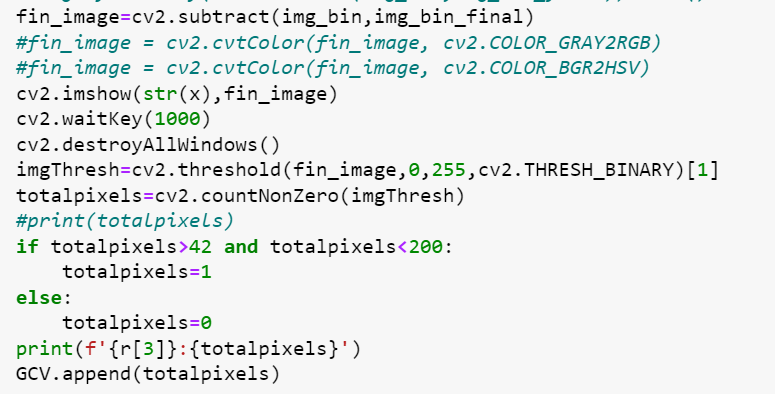 fin_image=cv2.subtract(img_bin,img_bin_final)
#fin_image = cv2.cvtColor(fin_image, cv2.COLOR_GRAY2RGB)
#fin_image = cv2.cvtColor(fin_image, cv2.COLOR_BGR2HSV)
cv2.imshow(str(x),fin_image)
cv2.waitKey(1000)
cv2.destroyAllWindows()
imgThresh=cv2.threshold(fin_image,0,255,cv2.THRESH_BINARY)[1]
totalpixels=cv2.countNonZero(imgThresh)
#print(totalpixels)
if totalpixels>42 and totalpixels<200:
    totalpixels=1
else:
    totalpixels=0
print(f'{r[3]}:{totalpixels}')
GCV.append(totalpixels)